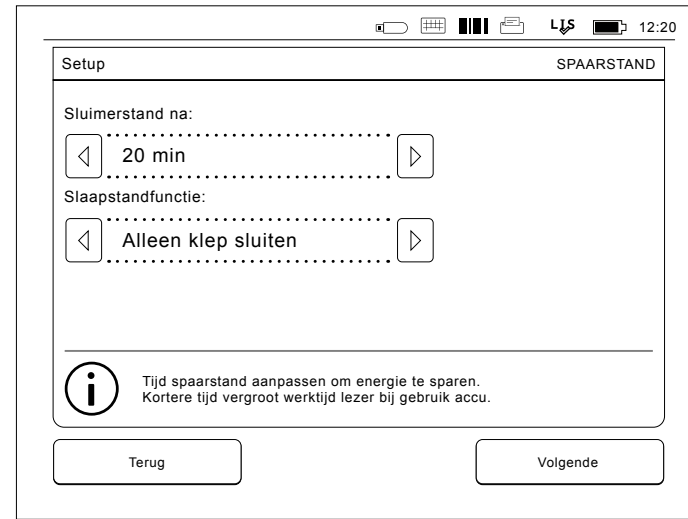 LIS 12:20
Setup SPAARSTAND
Sluimerstand na:
20 min
Slaapstandfunctie:
Alleen klep sluiten
Tijd spaarstand aanpassen om energie te sparen.
Kortere tijd vergroot werktijd lezer bij gebruik accu.
Terug Volgende